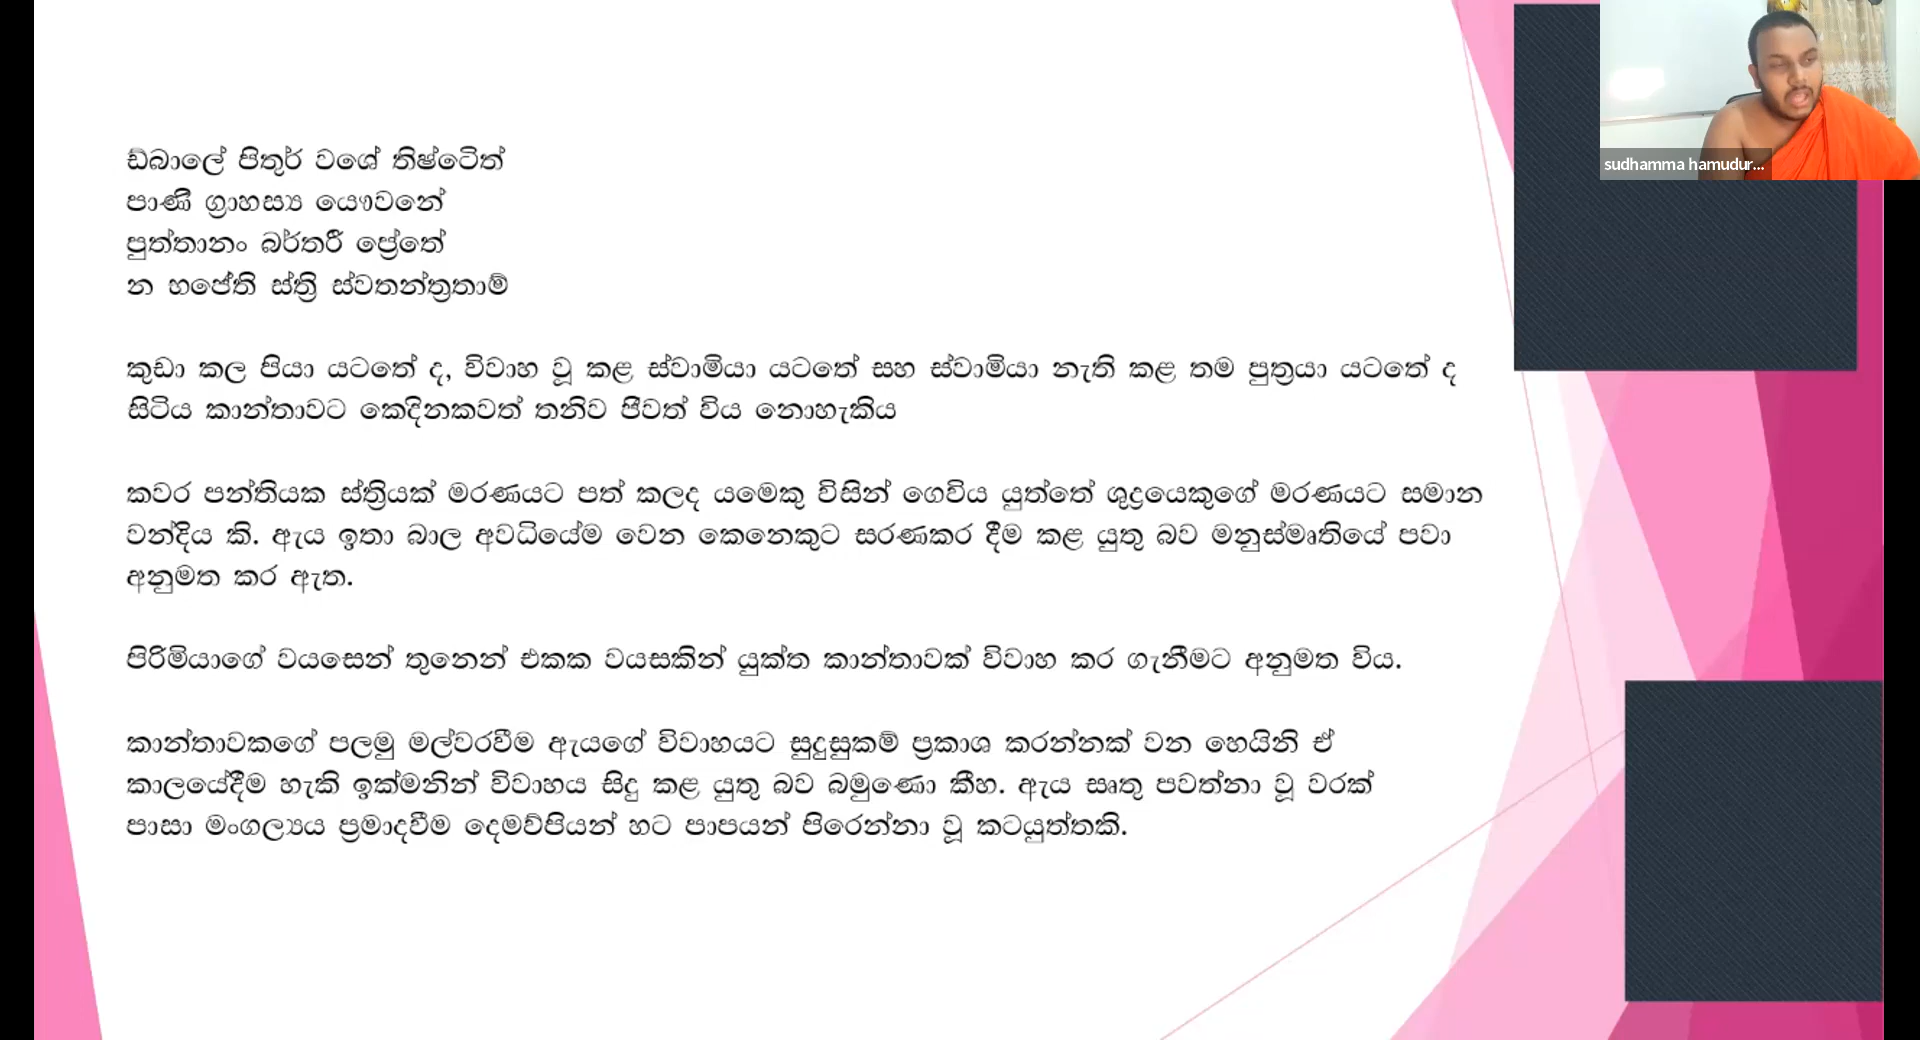 ඩ්බාලේ පිතුර් වශේ තිෂ්ටෙත්
පාණී ග්‍රාහස්‍ය යෞවනේ
පුත්තානං බර්තරී ප්‍රේතේ
න භජේති ස්ත්‍රි ස්වතන්ත්‍රතාම්
කුඩා කල පියා යටතේ ද, විවාහ වූ කළ ස්වාමියා යටතේ සහ ස්වාමියා නැති කළ තම පුත්‍රයා යටතේ ද
සිටිය කාන්තාවට කෙදිනකවත් තනිව ජීවත් විය නොහැකිය
කවර පන්තියක ස්ත්‍රියක් මරණයට පත් කලද යමෙකු විසින් ගෙවිය යුත්තේ ශුද්‍රයෙකුගේ මරණයට සමාන
වන්දිය කි. ඇය ඉතා බාල අවධියේම වෙන කෙනෙකුට සරණකර දීම කළ යුතු බව මනුස්මෘතියේ පවා
අනුමත කර ඇත.
පිරිමියාගේ වයසෙන් තුනෙන් එකක වයසකින් යුක්ත කාන්තාවක් විවාහ කර ගැනීමට අනුමත විය.
කාන්තාවකගේ පලමු මල්වරවීම ඇයගේ විවාහයට සුදුසුකම් ප්‍රකාශ කරන්නක් වන හෙයිනි ඒ
කාලයේදීම හැකි ඉක්මනින් විවාහය සිදු කළ යුතු බව බමුණො කීහ. ඇය සෘතු පවත්නා වූ වරක්
පාසා මංගල්‍යය ප්‍රමාදවීම දෙමව්පියන් හට පාපයන් පිරෙන්නා වූ කටයුත්තකි.
sudhamma hamudur...